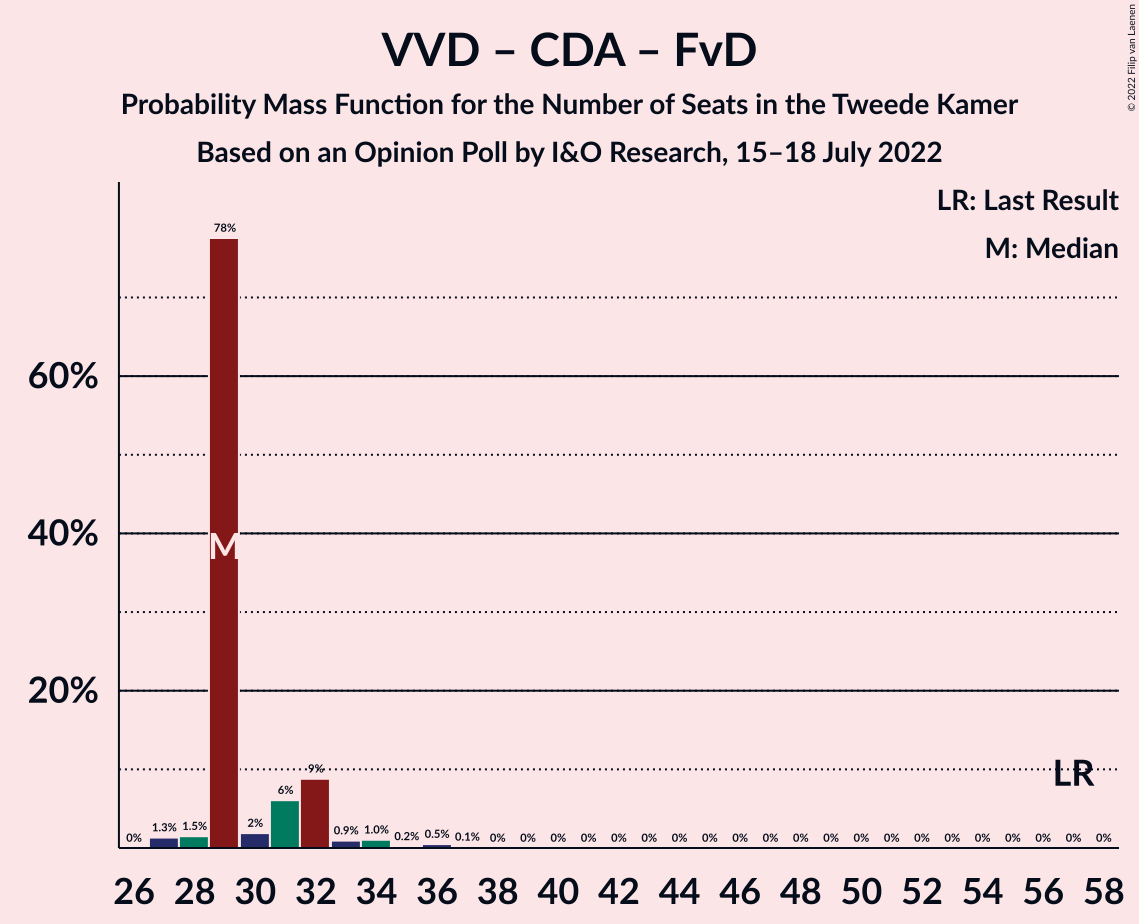 © 2022 Filip van Laenen
VVD – CDA – FvD
Probability Mass Function for the Number of Seats in the Tweede Kamer
Based on an Opinion Poll by I&O Research, 15–18 July 2022
LR: Last Result
M: Median
78%
60%
40%
M
20%
LR
0% 1.3% 1.5% 2% 6% 9% 0.9% 1.0% 0.2% 0.5% 0.1% 0% 0% 0% 0% 0% 0% 0% 0% 0% 0% 0% 0% 0% 0% 0% 0% 0% 0% 0% 0% 0%
26 28 30 32 34 36 38 40 42 44 46 48 50 52 54 56 58